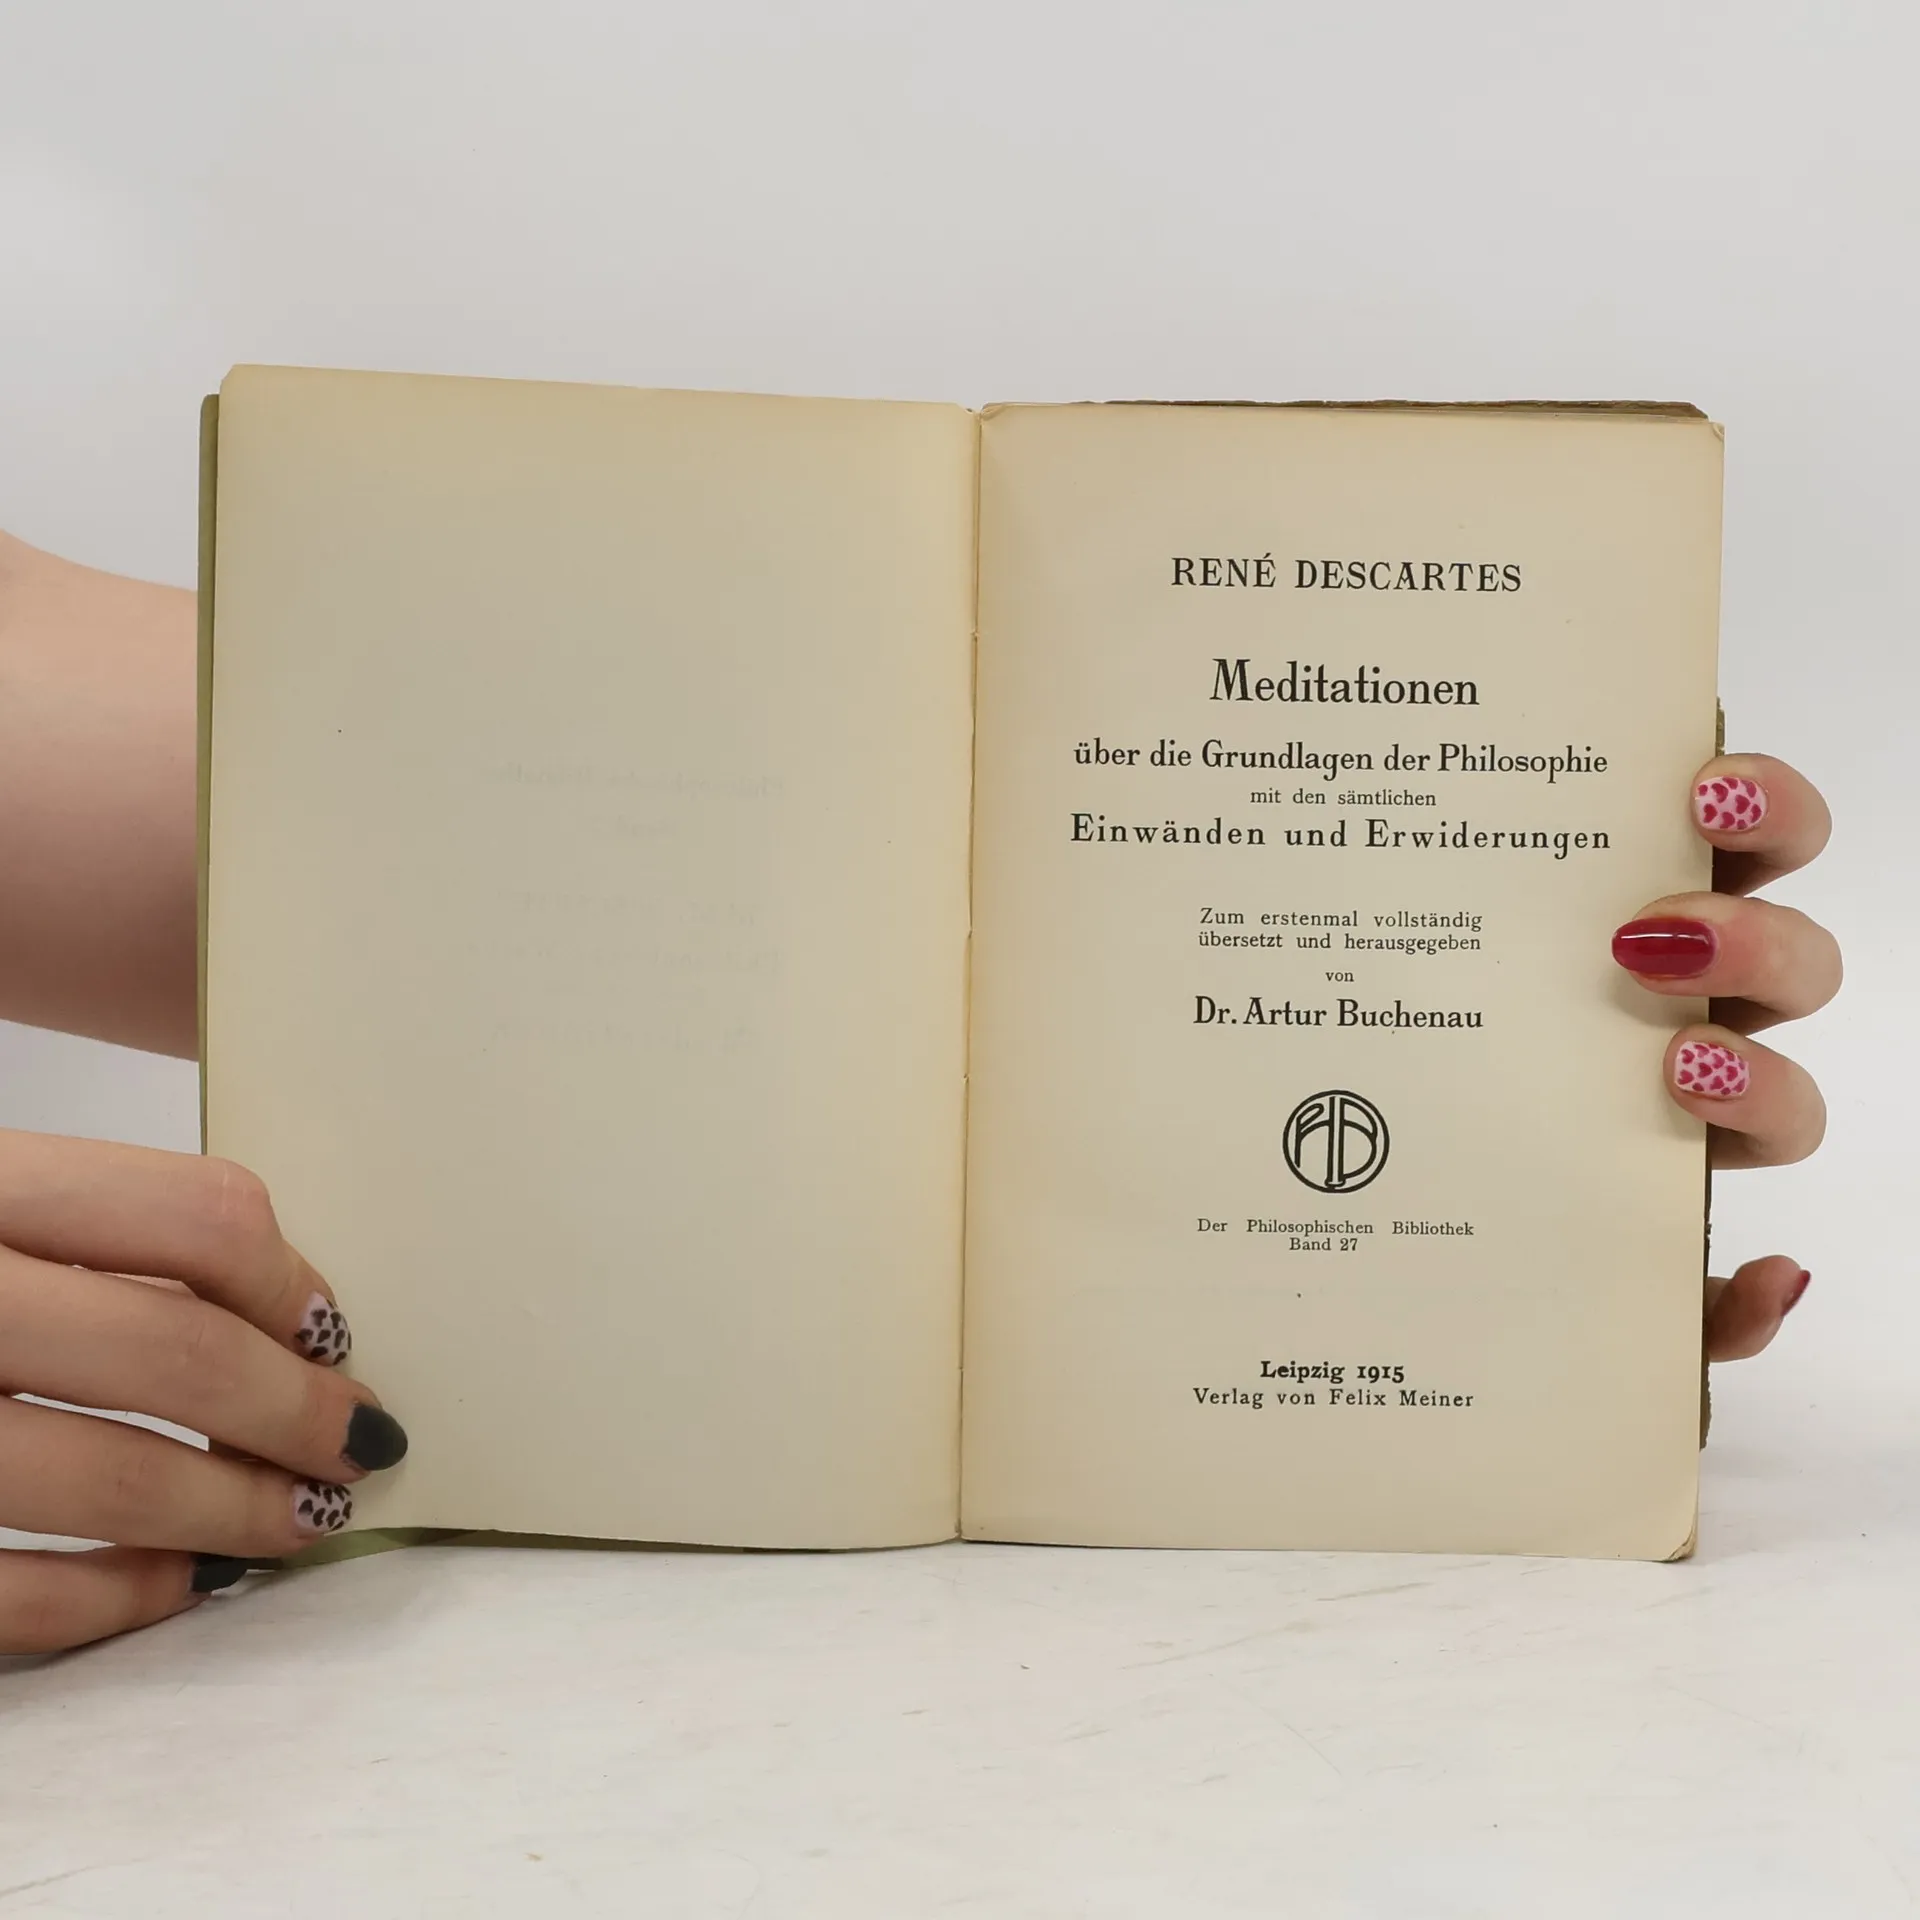 RENÉ DESCARTES
Meditationen
über die Grundlagen der Philosophie
mit den sämtlichen
Einwänden und Erwiderungen
Zum erstenmal vollständig
übersetzt und herausgegeben
von
Dr. Artur Buchenau
Der Philosophischen Bibliothek
Band 27
Leipzig 1915
Verlag von Felix Meiner